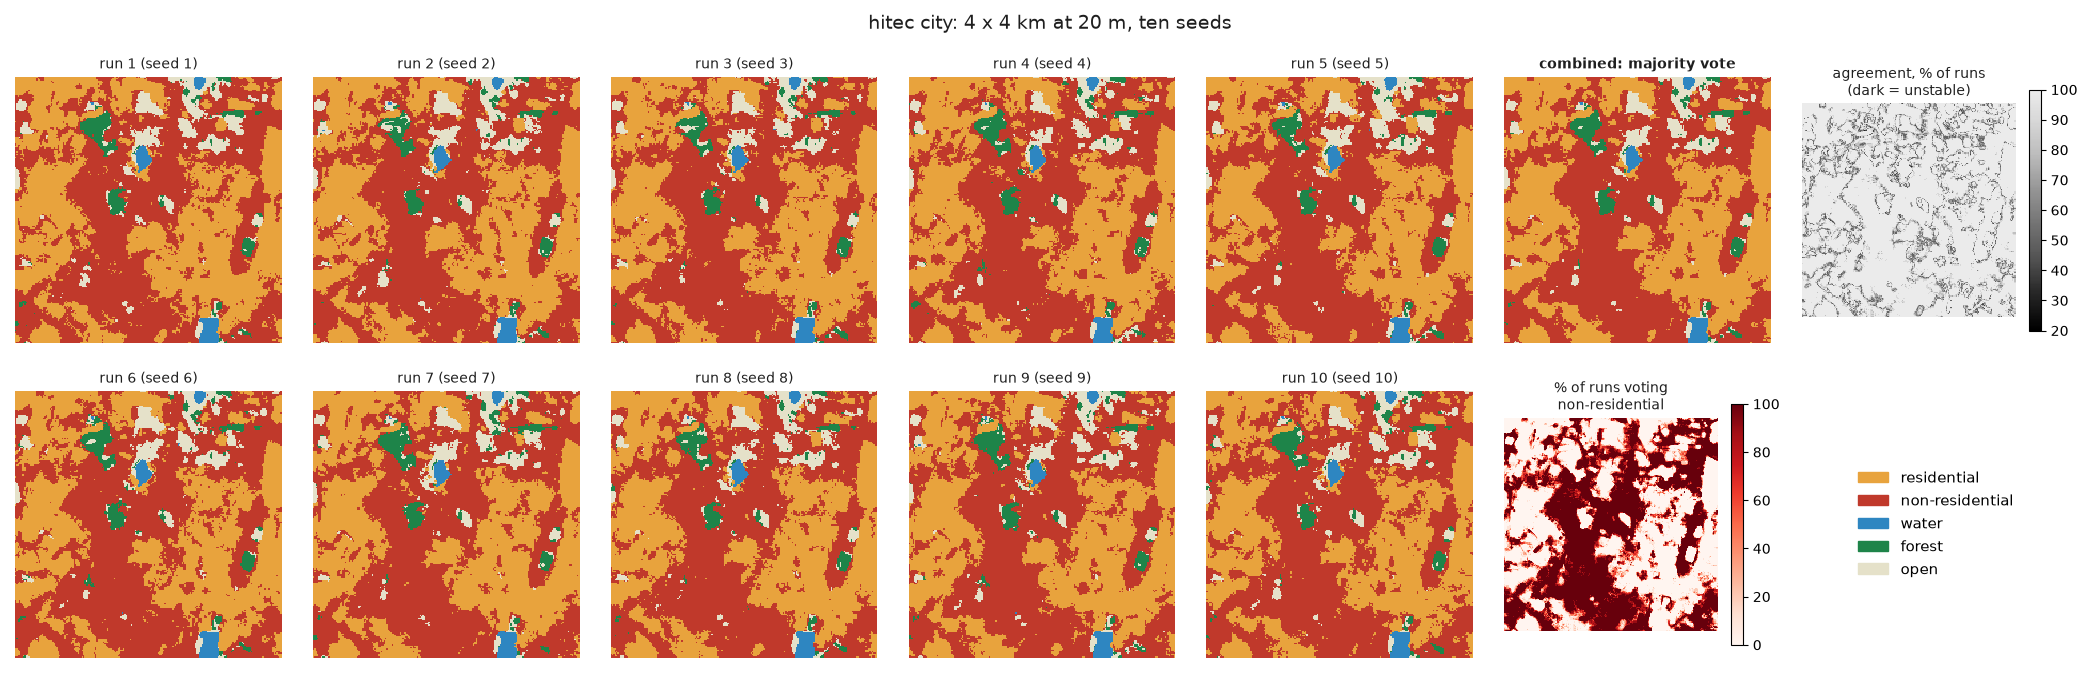 hitec city: 4 x 4 km at 20 m, ten seeds
run 1 (seed 1)
run 2 (seed 2)
run 3 (seed 3)
run 4 (seed 4)
run 5 (seed 5)
combined: majority vote
agreement, % of runs
(dark = unstable)
100
90
80
70
60
50
40
30
20
run 6 (seed 6)
run 7 (seed 7)
run 8 (seed 8)
run 9 (seed 9)
run 10 (seed 10)
% of runs voting
non-residential
100
80
60
40
20
0
residential
non-residential
water
forest
open